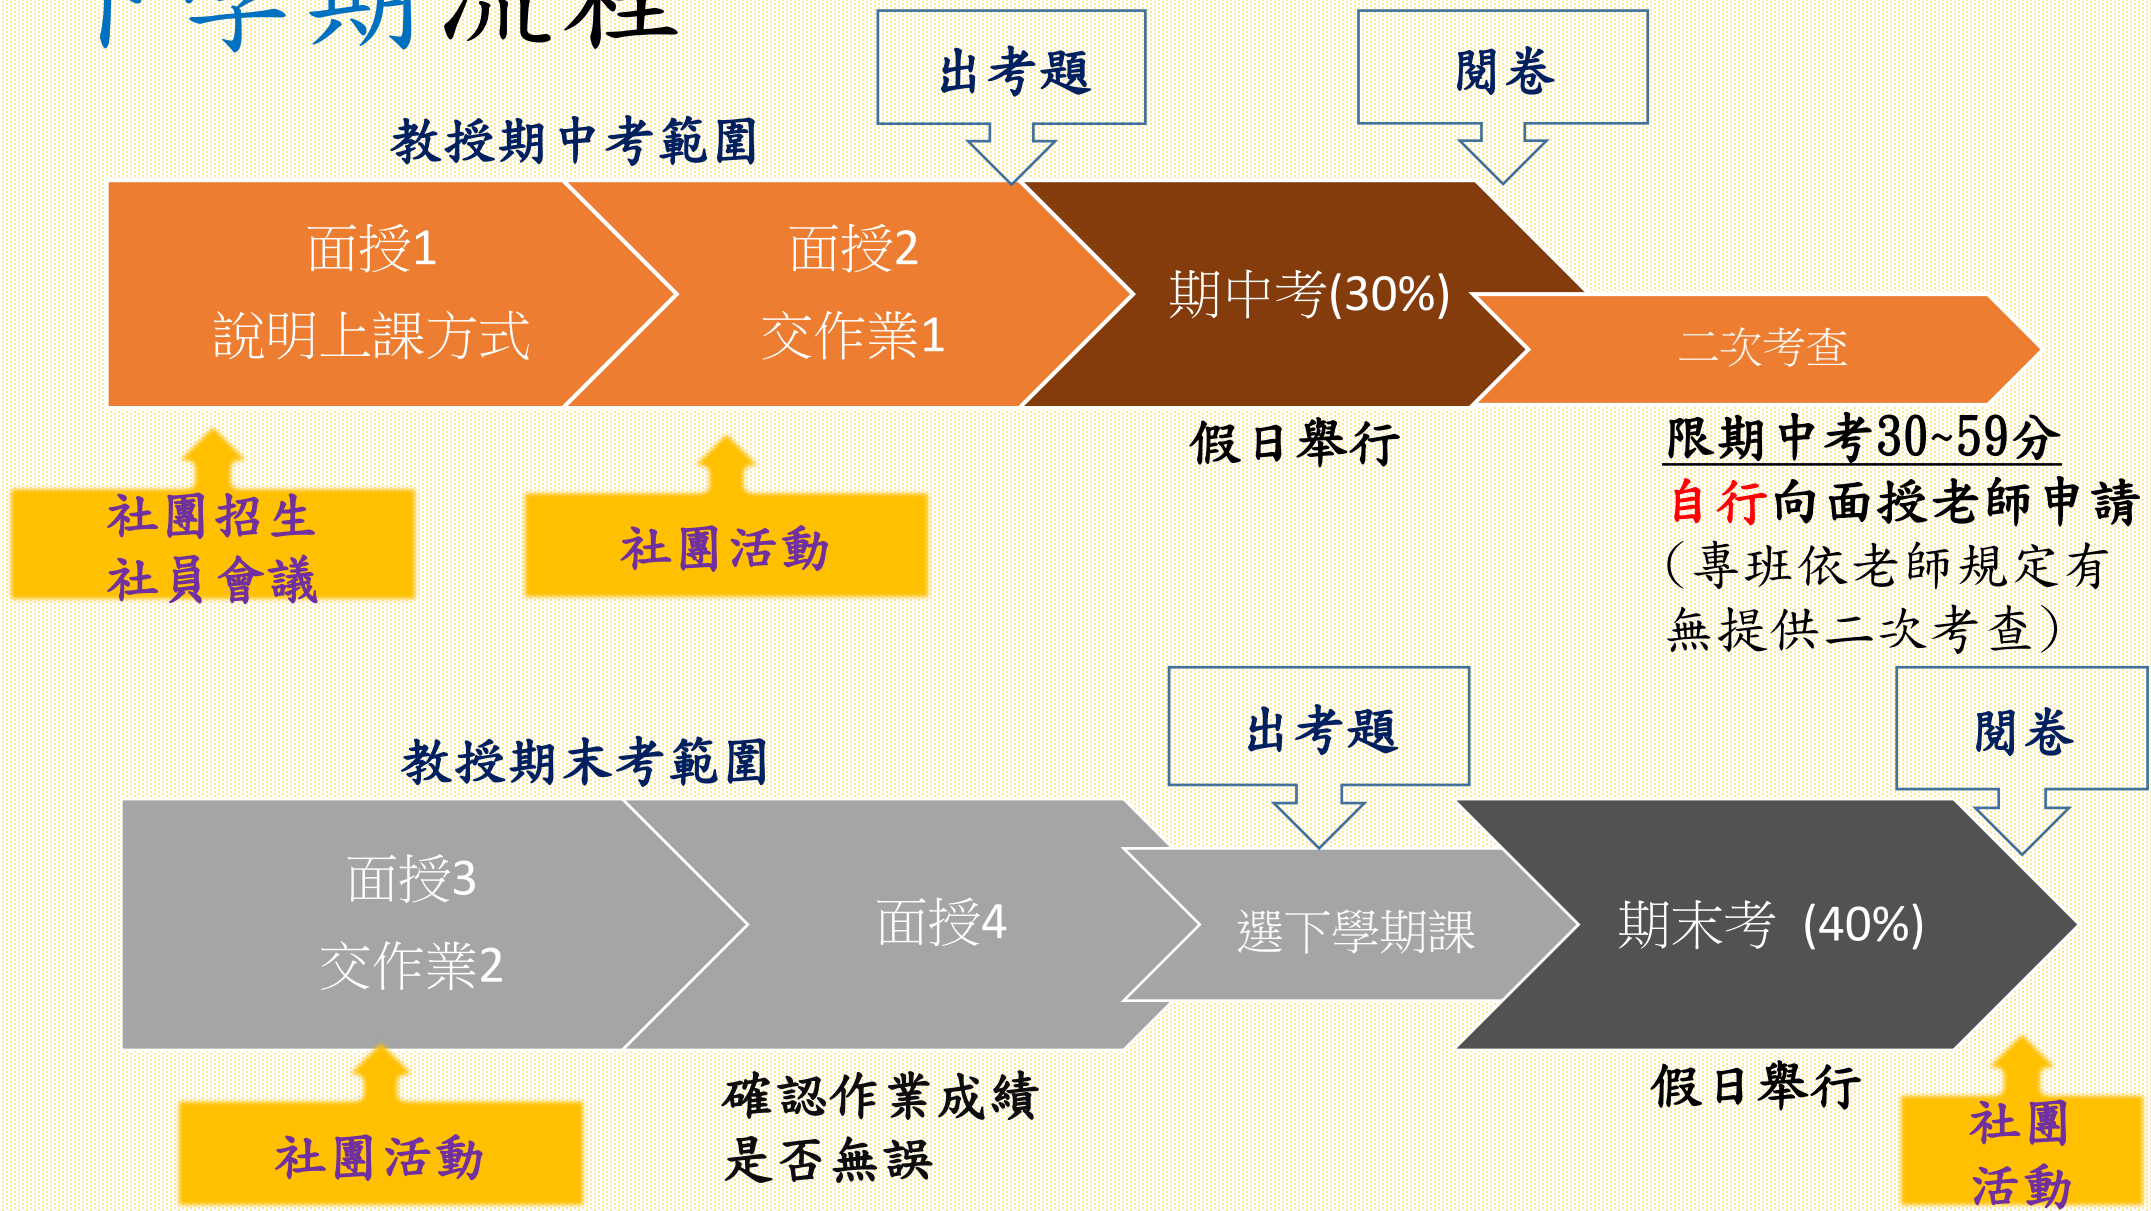 下學期流程
出考題
閱卷
教授期中考範圍
面授1
說明上課方式
面授2
交作業1
期中考(30%)
二次考查
假日舉行
限期中考30~59分
自行向面授老師申請
（專班依老師規定有
無提供二次考查）
社團招生
社員會議
社團活動
教授期末考範圍
出考題
閱卷
面授3
交作業2
面授4
選下學期課
期末考 (40%)
社團活動
確認作業成績
是否無誤
假日舉行
社團
活動